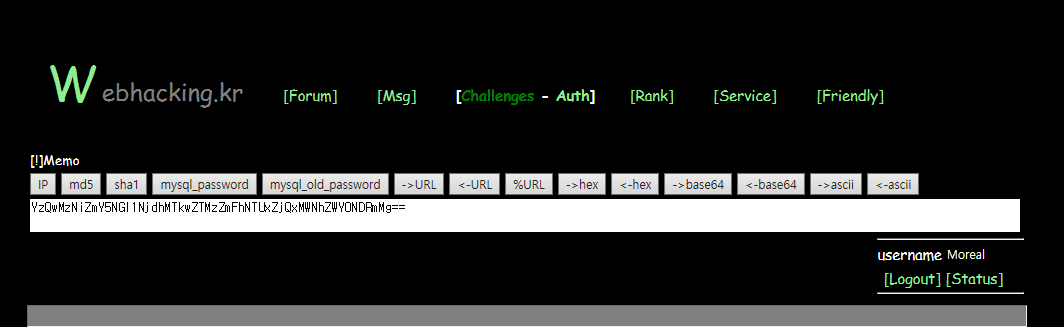 Webhacking.kr [Forum] [Msg] [Challenges - Auth] [Rank] [Service] [Friendly]
[!]Memo
IP md5 sha1 mysql_password mysql_old_password ->URL <-URL %URL ->hex <-hex ->base64 <-base64 ->ascii <-ascii
YzQwMzNiZmY5NGI1NjdhMTkwZTMzZmFhNTUxZjQxMWNhZWY0NDRmMg==
username Moreal
[Logout] [Status]